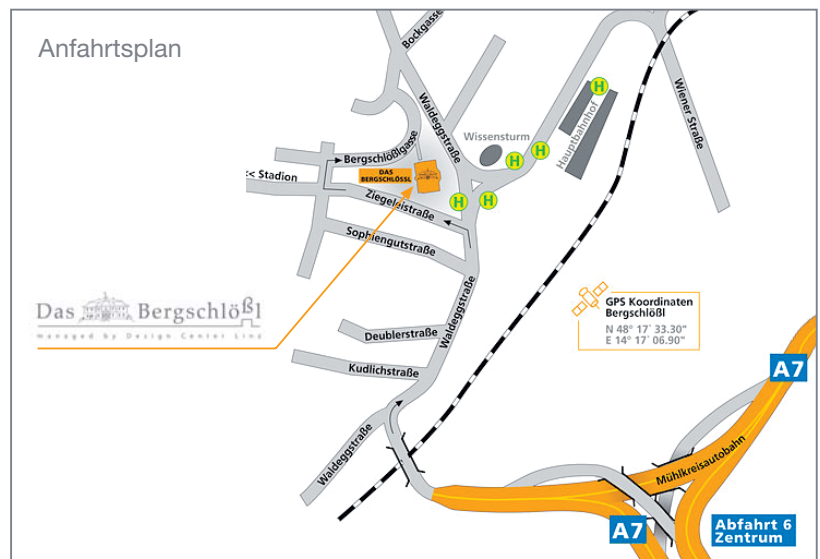 Anfahrtsplan
Bockgasse
Waldeggstraße
Wissensturm
H
H
H
Hauptbahnhof
Wiener Straße
Bergschlößlgasse
DAS
BERGSCHLÖSSL
<< Stadion
Ziegeleistraße
H
H
Sophiengutstraße
Waldeggstraße
GPS Koordinaten
Bergschlößl
N 48° 17´ 33.30"
E 14° 17´ 06.90"
Das Bergschlößl
managed by Design Center Linz
Deublerstraße
Kudlichstraße
Waldeggstraße
A7
Mühlkreisautobahn
A7
Abfahrt 6
Zentrum